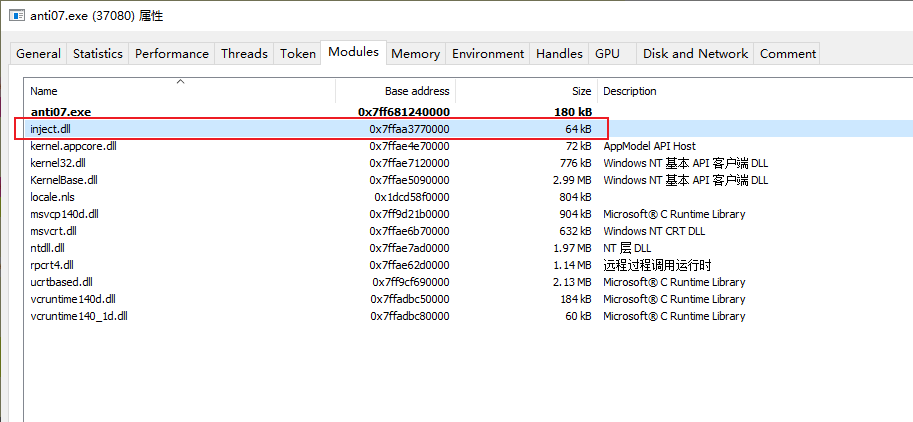 anti07.exe (37080) 属性
General Statistics Performance Threads Token Modules Memory Environment Handles GPU Disk and Network Comment
Name Base address Size Description
anti07.exe 0x7ff681240000 180 kB
inject.dll 0x7ffaa3770000 64 kB
kernel.appcore.dll 0x7ffae4e70000 72 kB AppModel API Host
kernel32.dll 0x7ffae7120000 776 kB Windows NT 基本 API 客户端 DLL
KernelBase.dll 0x7ffae5090000 2.99 MB Windows NT 基本 API 客户端 DLL
locale.nls 0x1dcd58f0000 804 kB
msvcp140d.dll 0x7ff9d21b0000 904 kB Microsoft® C Runtime Library
msvcrt.dll 0x7ffae6b70000 632 kB Windows NT CRT DLL
ntdll.dll 0x7ffae7ad0000 1.97 MB NT 层 DLL
rpcrt4.dll 0x7ffae62d0000 1.14 MB 远程过程调用运行时
ucrtbased.dll 0x7ff9cf690000 2.13 MB Microsoft® C Runtime Library
vcruntime140d.dll 0x7ffadbc50000 184 kB Microsoft® C Runtime Library
vcruntime140_1d.dll 0x7ffadbc80000 60 kB Microsoft® C Runtime Library